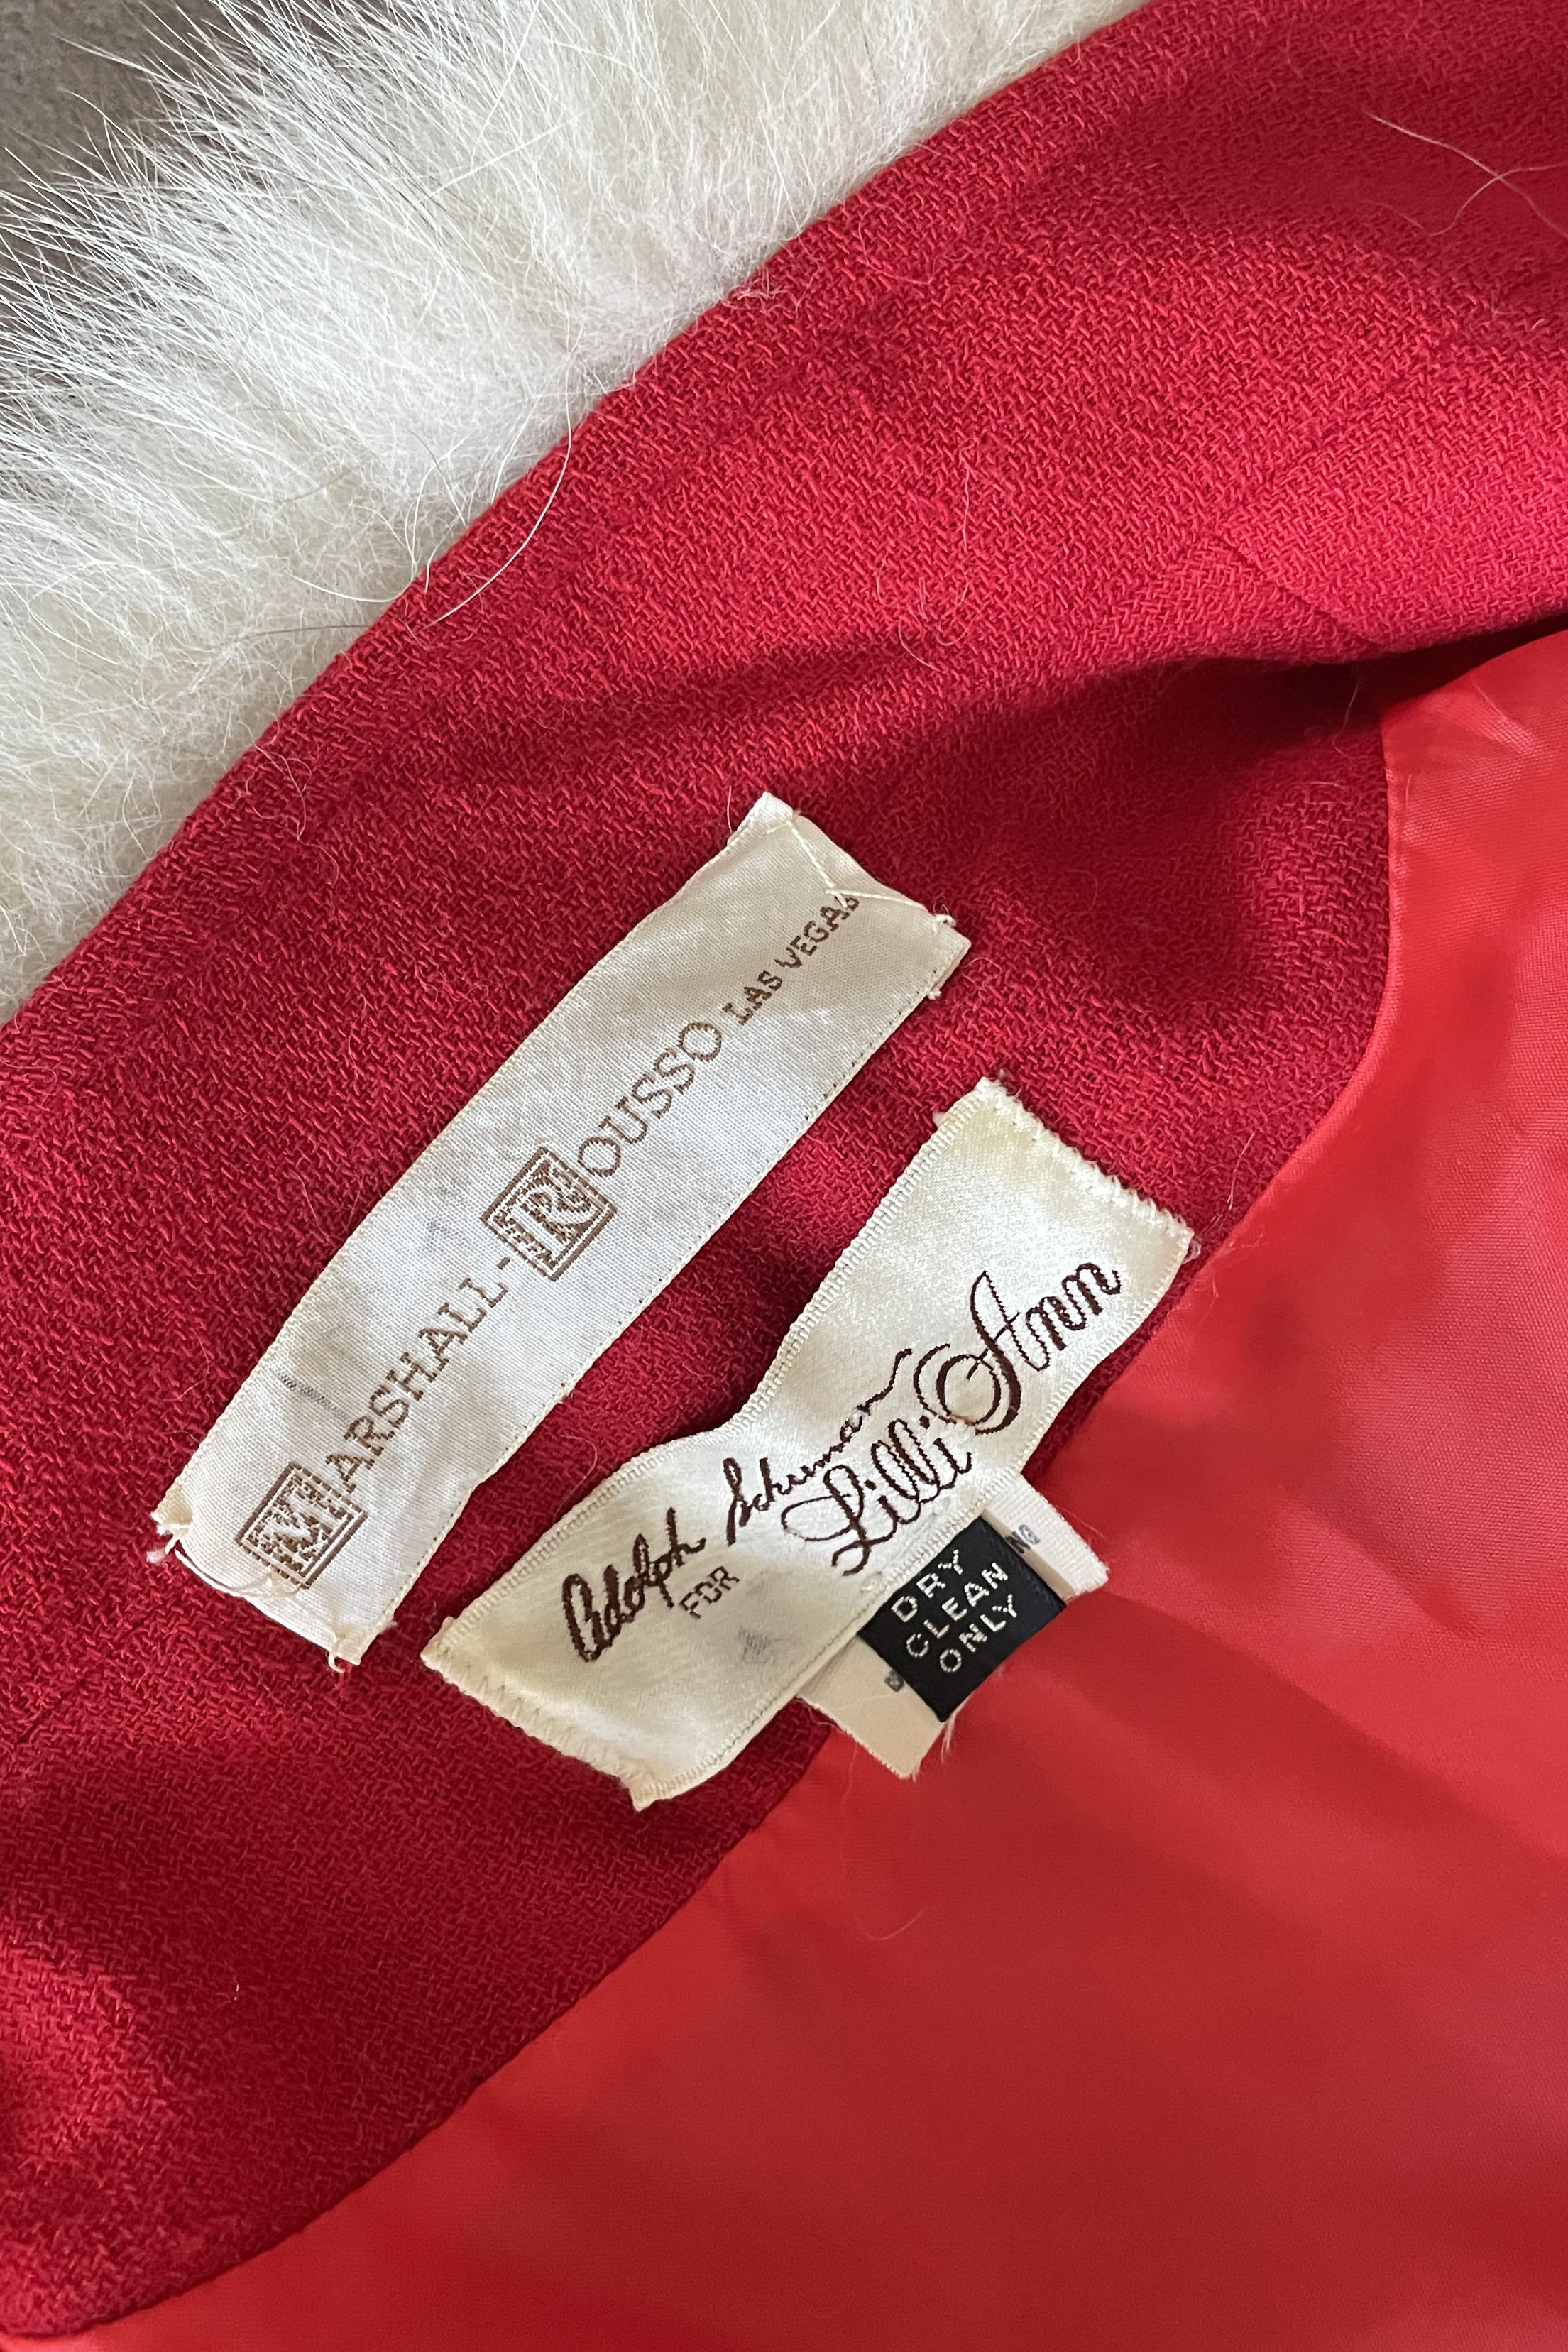 MARSHALL-ROUSSO LAS VEGAS
Adolph Schuman
FOR
Lilli Ann
DRY
CLEAN
ONLY